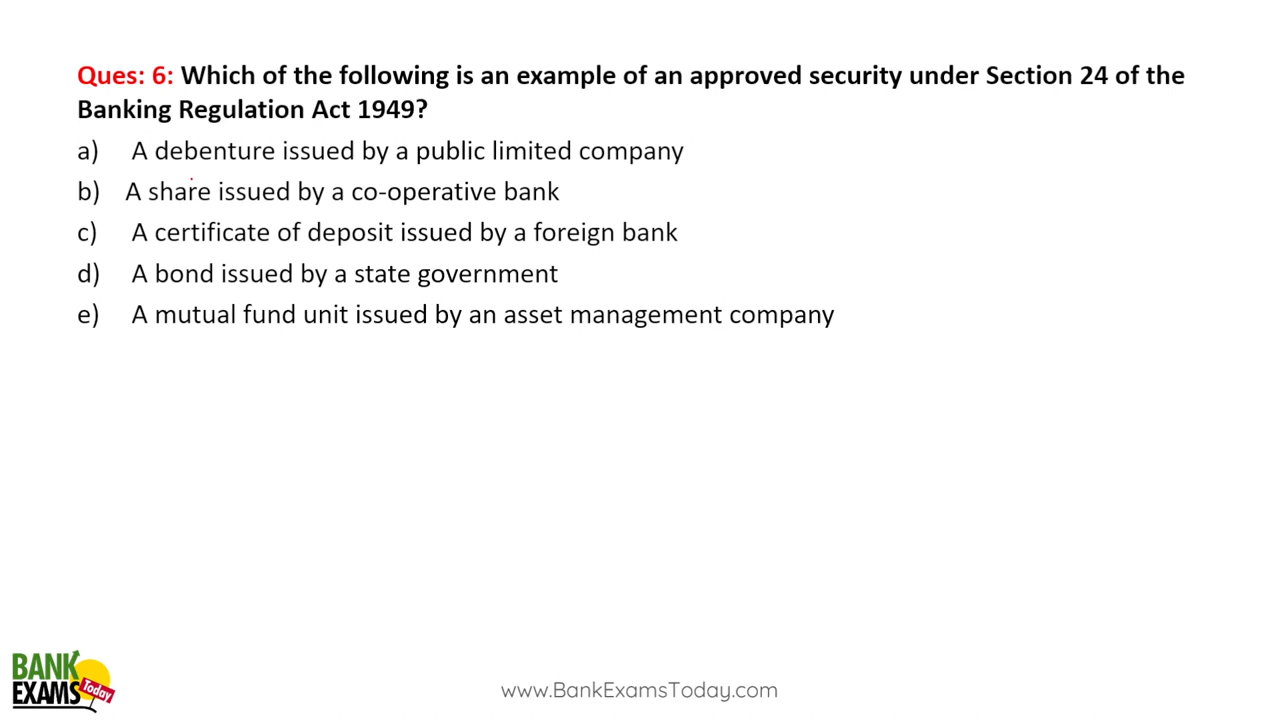 Ques: 6: Which of the following is an example of an approved security under Section 24 of the
Banking Regulation Act 1949?
a) A debenture issued by a public limited company
b) A share issued by a co-operative bank
c) A certificate of deposit issued by a foreign bank
d) A bond issued by a state government
e) A mutual fund unit issued by an asset management company
BANK
EXAMS Today
www.BankExamsToday.com